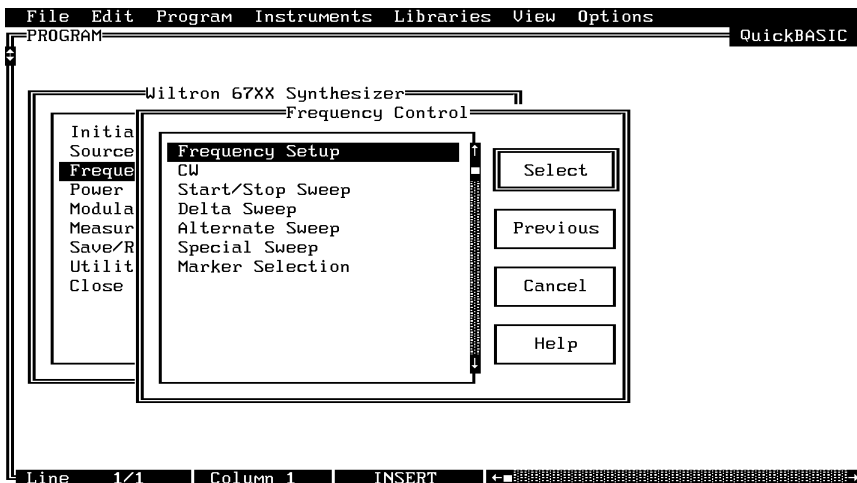 File Edit Program Instruments Libraries View Options
PROGRAM
QuickBASIC
Wiltron 67XX Synthesizer
Frequency Control
Initia
Source
Freque
Power
Modula
Measur
Save/R
Utilit
Close
Frequency Setup
CW
Start/Stop Sweep
Delta Sweep
Alternate Sweep
Special Sweep
Marker Selection
Select
Previous
Cancel
Help
Line 1/1 Column 1 INSERT